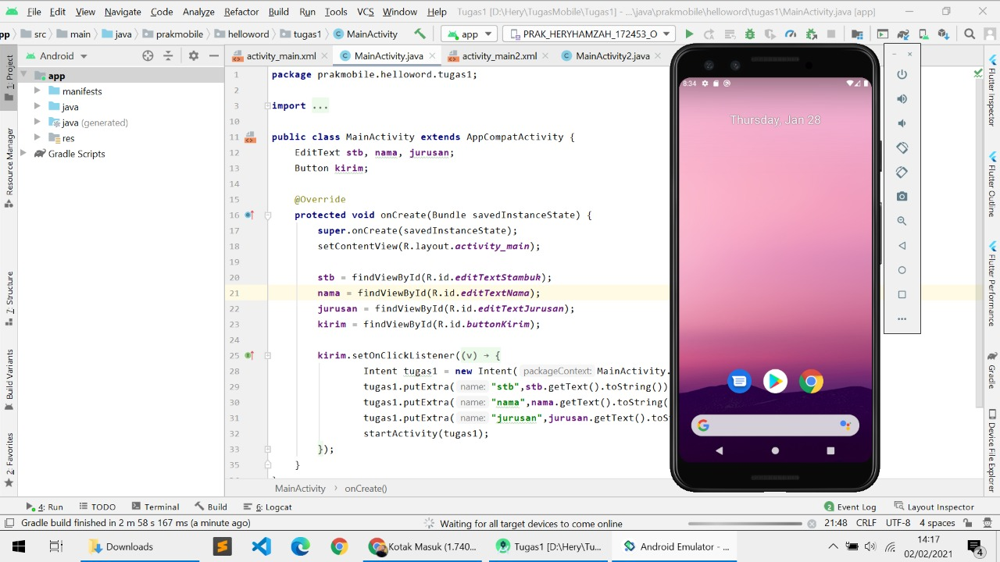 File Edit View Navigate Code Analyze Refactor Build Run Tools VCS Window Help Tugas1 [D:\Hery\TugasMobile\Tugas1] - ...\java\prakmobile\helloword\tugas1\MainActivity.java [app]
pp src main java prakmobile helloword tugas1 MainActivity app PRAK_HERYHAMZAH_172453_O
Android activity_main.xml MainActivity.java activity_main2.xml MainActivity2.java
1: Project
Resource Manager
7: Structure
Build Variants
2: Favorites
app
manifests
java
java (generated)
res
Gradle Scripts
1 package prakmobile.helloword.tugas1;
2
3 import ...
10
11 public class MainActivity extends AppCompatActivity {
12 EditText stb, nama, jurusan;
13 Button kirim;
14
15 @Override
16 protected void onCreate(Bundle savedInstanceState) {
17 super.onCreate(savedInstanceState);
18 setContentView(R.layout.activity_main);
19
20 stb = findViewById(R.id.editTextStambuk);
21 nama = findViewById(R.id.editTextNama);
22 jurusan = findViewById(R.id.editTextJurusan);
23 kirim = findViewById(R.id.buttonKirim);
24
25 kirim.setOnClickListener((v) → {
28 Intent tugas1 = new Intent( packageContext: MainActivity.
29 tugas1.putExtra( name: "stb",stb.getText().toString())
30 tugas1.putExtra( name: "nama",nama.getText().toString(
31 tugas1.putExtra( name: "jurusan",jurusan.getText().toSt
32 startActivity(tugas1);
33 });
35 }
8:34
Thursday, Jan 28
Flutter Inspector
Flutter Outline
Flutter Performance
Gradle
Device File Explorer
MainActivity › onCreate()
4: Run TODO Terminal Build 6: Logcat 2 Event Log Layout Inspector
Gradle build finished in 2 m 58 s 167 ms (a minute ago) Waiting for all target devices to come online 21:48 CRLF UTF-8 4 spaces
Downloads Kotak Masuk (1.740... Tugas1 [D:\Hery\Tu... Android Emulator - ... 14:17
02/02/2021 4